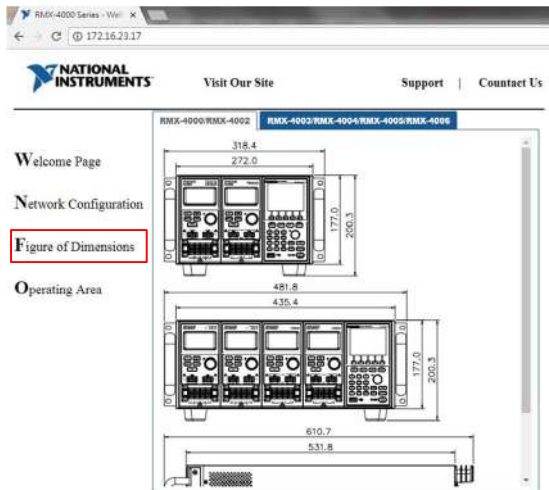 RMX-4000 Series - Wel
172.16.23.17
NATIONAL
INSTRUMENTS
Visit Our Site
Support | Countact Us
RMX-4000/RMX-4002
RMX-4003/RMX-4004/RMX-4005/RMX-4006
Welcome Page
Network Configuration
Figure of Dimensions
Operating Area
318.4
272.0
177.0
200.3
481.8
435.4
177.0
200.3
610.7
531.8